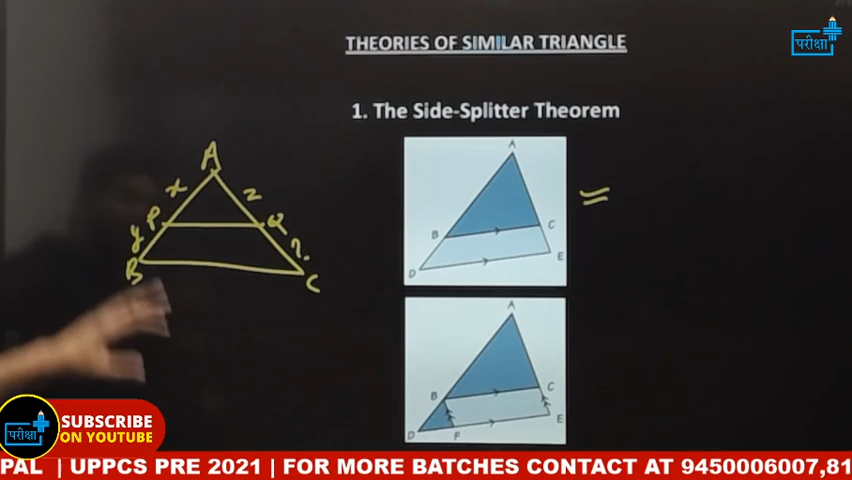 परीक्षा
THEORIES OF SIMILAR TRIANGLE
1. The Side-Splitter Theorem
A
B
C
D
E
=
A
x
z
P
Q
y
?
B
C
A
B
C
D
F
E
परीक्षा
SUBSCRIBE
ON YOUTUBE
PAL | UPPCS PRE 2021 | FOR MORE BATCHES CONTACT AT 9450006007,81